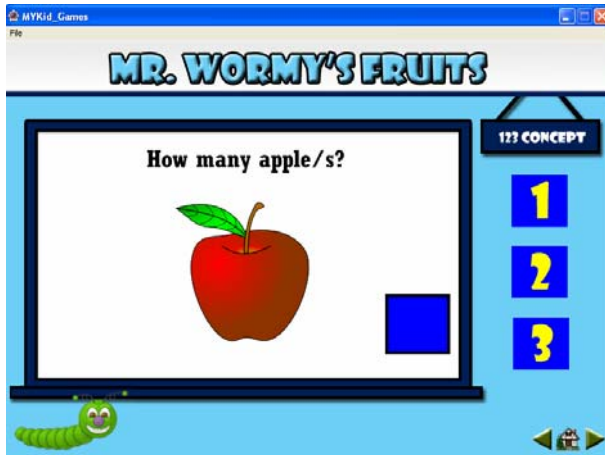 MYKid_Games
File
MR. WORMY'S FRUITS
123 CONCEPT
How many apple/s?
1
2
3